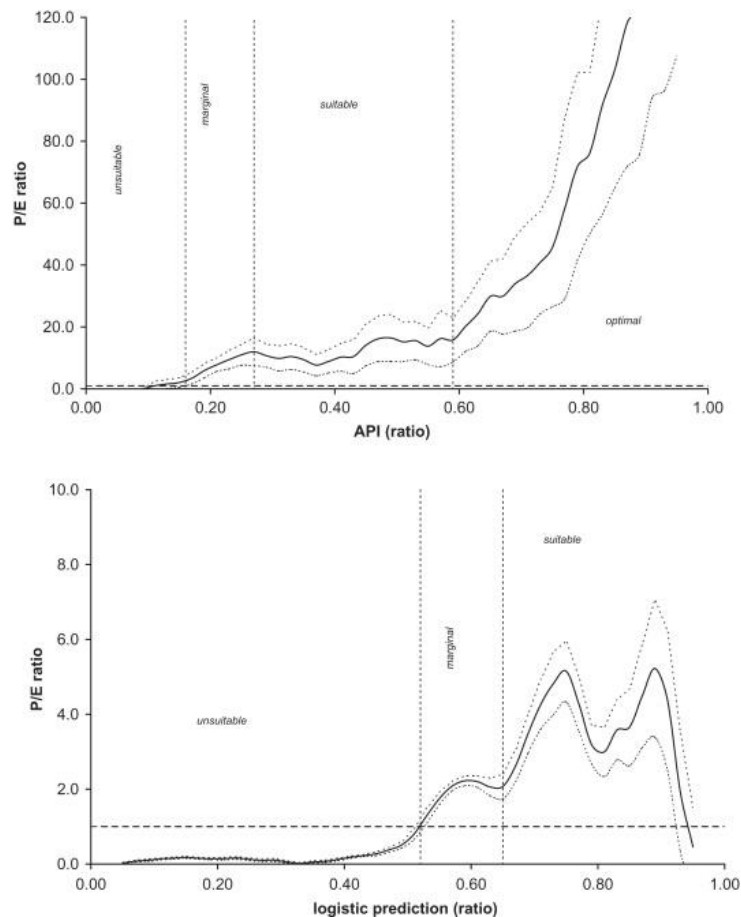 120.0
100.0
80.0
60.0
40.0
20.0
0.0
P/E ratio
unsuitable
marginal
suitable
optimal
0.00 0.20 0.40 0.60 0.80 1.00
API (ratio)
10.0
8.0
6.0
4.0
2.0
0.0
P/E ratio
unsuitable
marginal
suitable
0.00 0.20 0.40 0.60 0.80 1.00
logistic prediction (ratio)